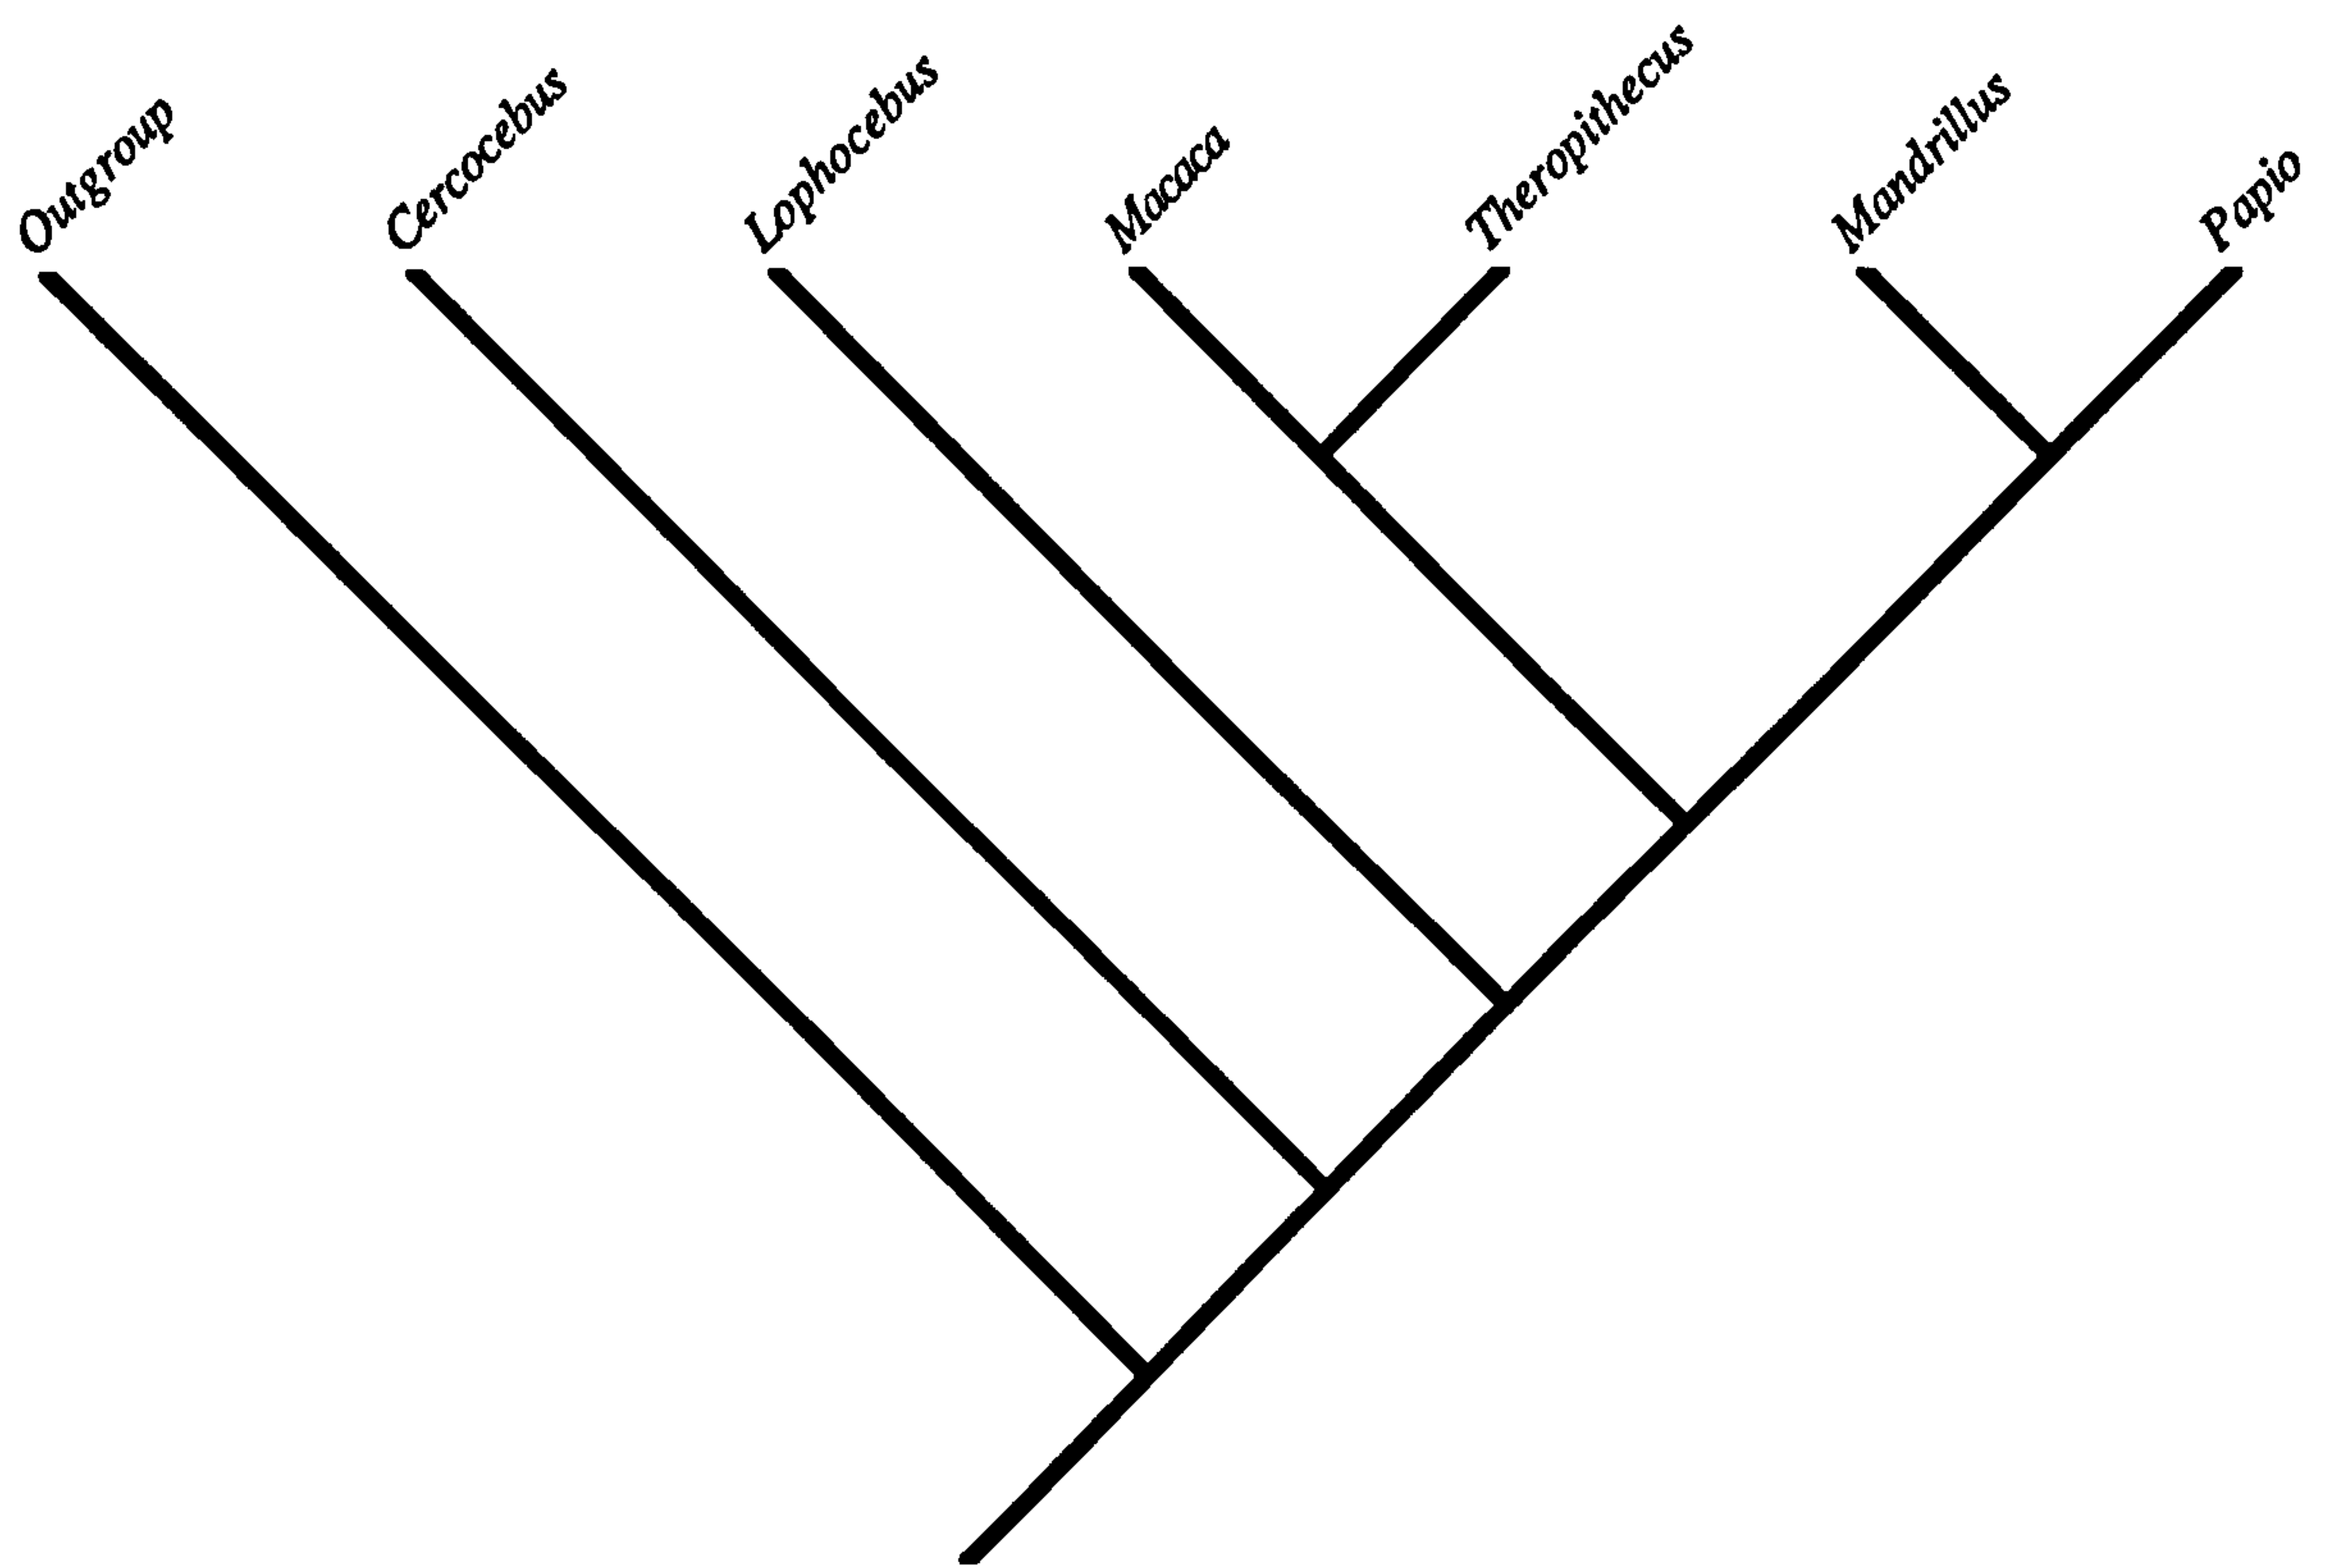 Outgroup
Cercocebus
Lophocebus
Macaca
Theropithecus
Mandrillus
Papio